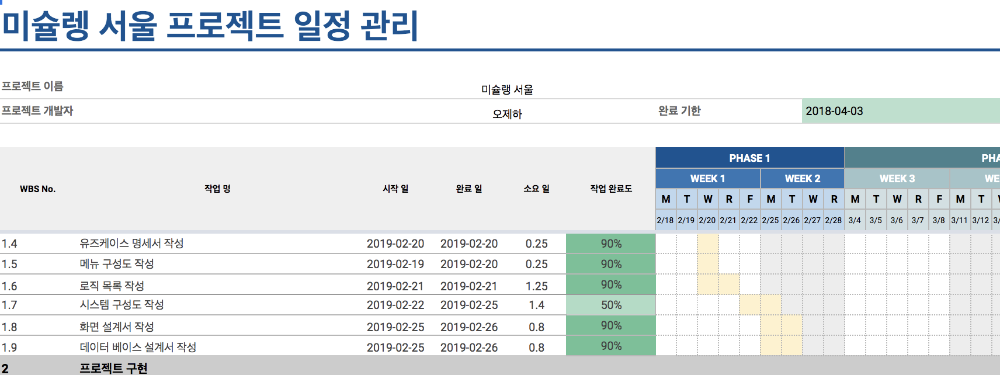 미슐렝 서울 프로젝트 일정 관리
프로젝트 이름 미슐랭 서울
프로젝트 개발자 오제하 완료 기한 2018-04-03
PHASE 1
WEEK 1 WEEK 2 WEEK 3
WBS No. 작업 명 시작 일 완료 일 소요 일 작업 완료도
M T W R F M T W R M T W R F M T
2/18 2/19 2/20 2/21 2/22 2/25 2/26 2/27 2/28 3/4 3/5 3/6 3/7 3/8 3/11 3/12
1.4 유즈케이스 명세서 작성 2019-02-20 2019-02-20 0.25 90%
1.5 메뉴 구성도 작성 2019-02-19 2019-02-20 0.25 90%
1.6 로직 목록 작성 2019-02-21 2019-02-21 1.25 90%
1.7 시스템 구성도 작성 2019-02-22 2019-02-25 1.4 50%
1.8 화면 설계서 작성 2019-02-25 2019-02-26 0.8 90%
1.9 데이터 베이스 설계서 작성 2019-02-25 2019-02-26 0.8 90%
2 프로젝트 구현